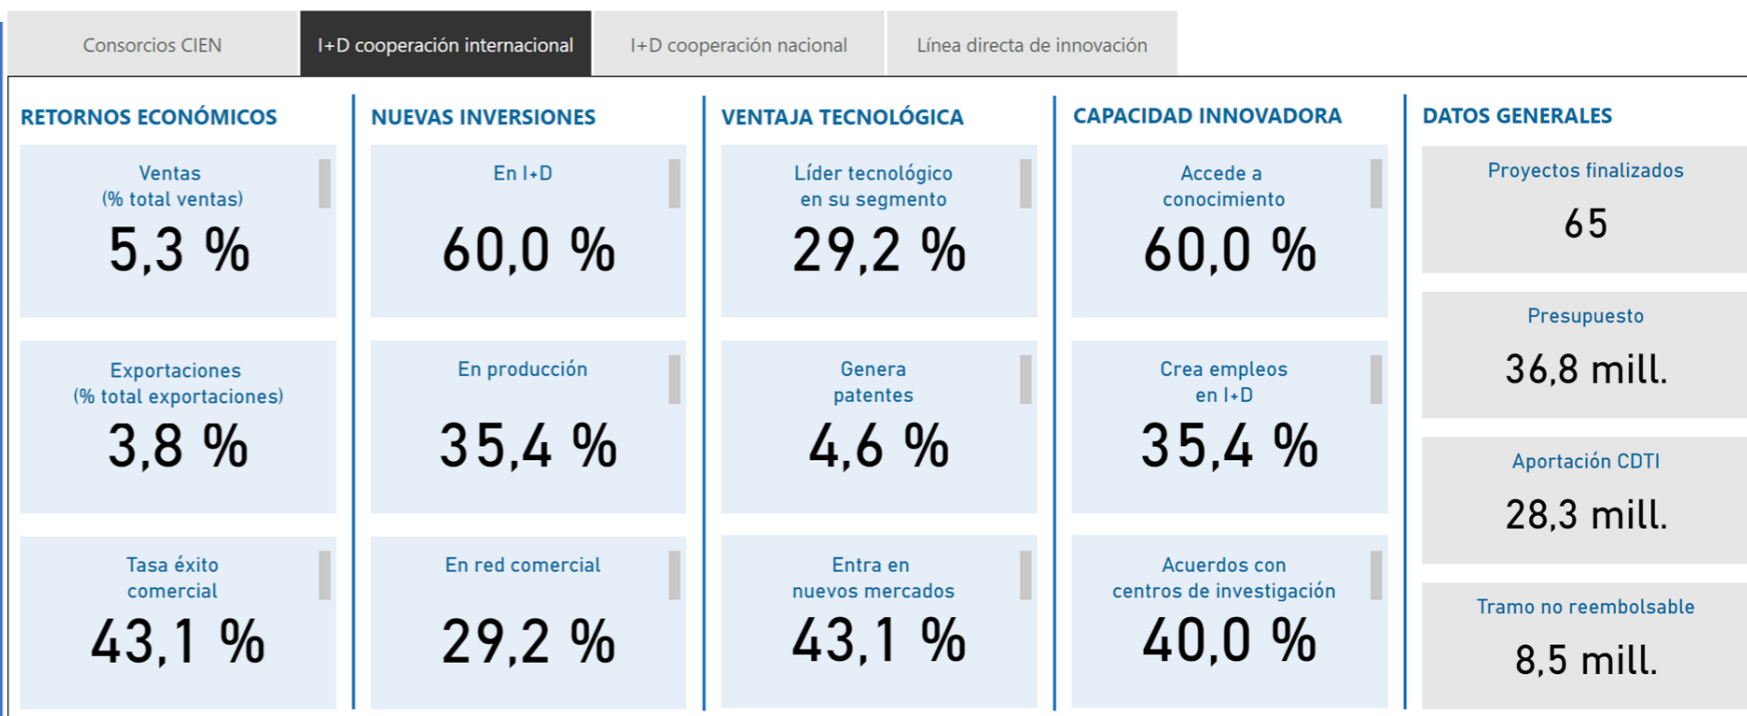 Consorcios CIEN
I+D cooperación internacional
I+D cooperación nacional
Línea directa de innovación
RETORNOS ECONÓMICOS
Ventas
(% total ventas)
5,3 %
Exportaciones
(% total exportaciones)
3,8 %
Tasa éxito
comercial
43,1 %
NUEVAS INVERSIONES
En I+D
60,0 %
En producción
35,4 %
En red comercial
29,2 %
VENTAJA TECNOLÓGICA
Líder tecnológico
en su segmento
29,2 %
Genera
patentes
4,6 %
Entra en
nuevos mercados
43,1 %
CAPACIDAD INNOVADORA
Accede a
conocimiento
60,0 %
Crea empleos
en I+D
35,4 %
Acuerdos con
centros de investigación
40,0 %
DATOS GENERALES
Proyectos finalizados
65
Presupuesto
36,8 mill.
Aportación CDTI
28,3 mill.
Tramo no reembolsable
8,5 mill.